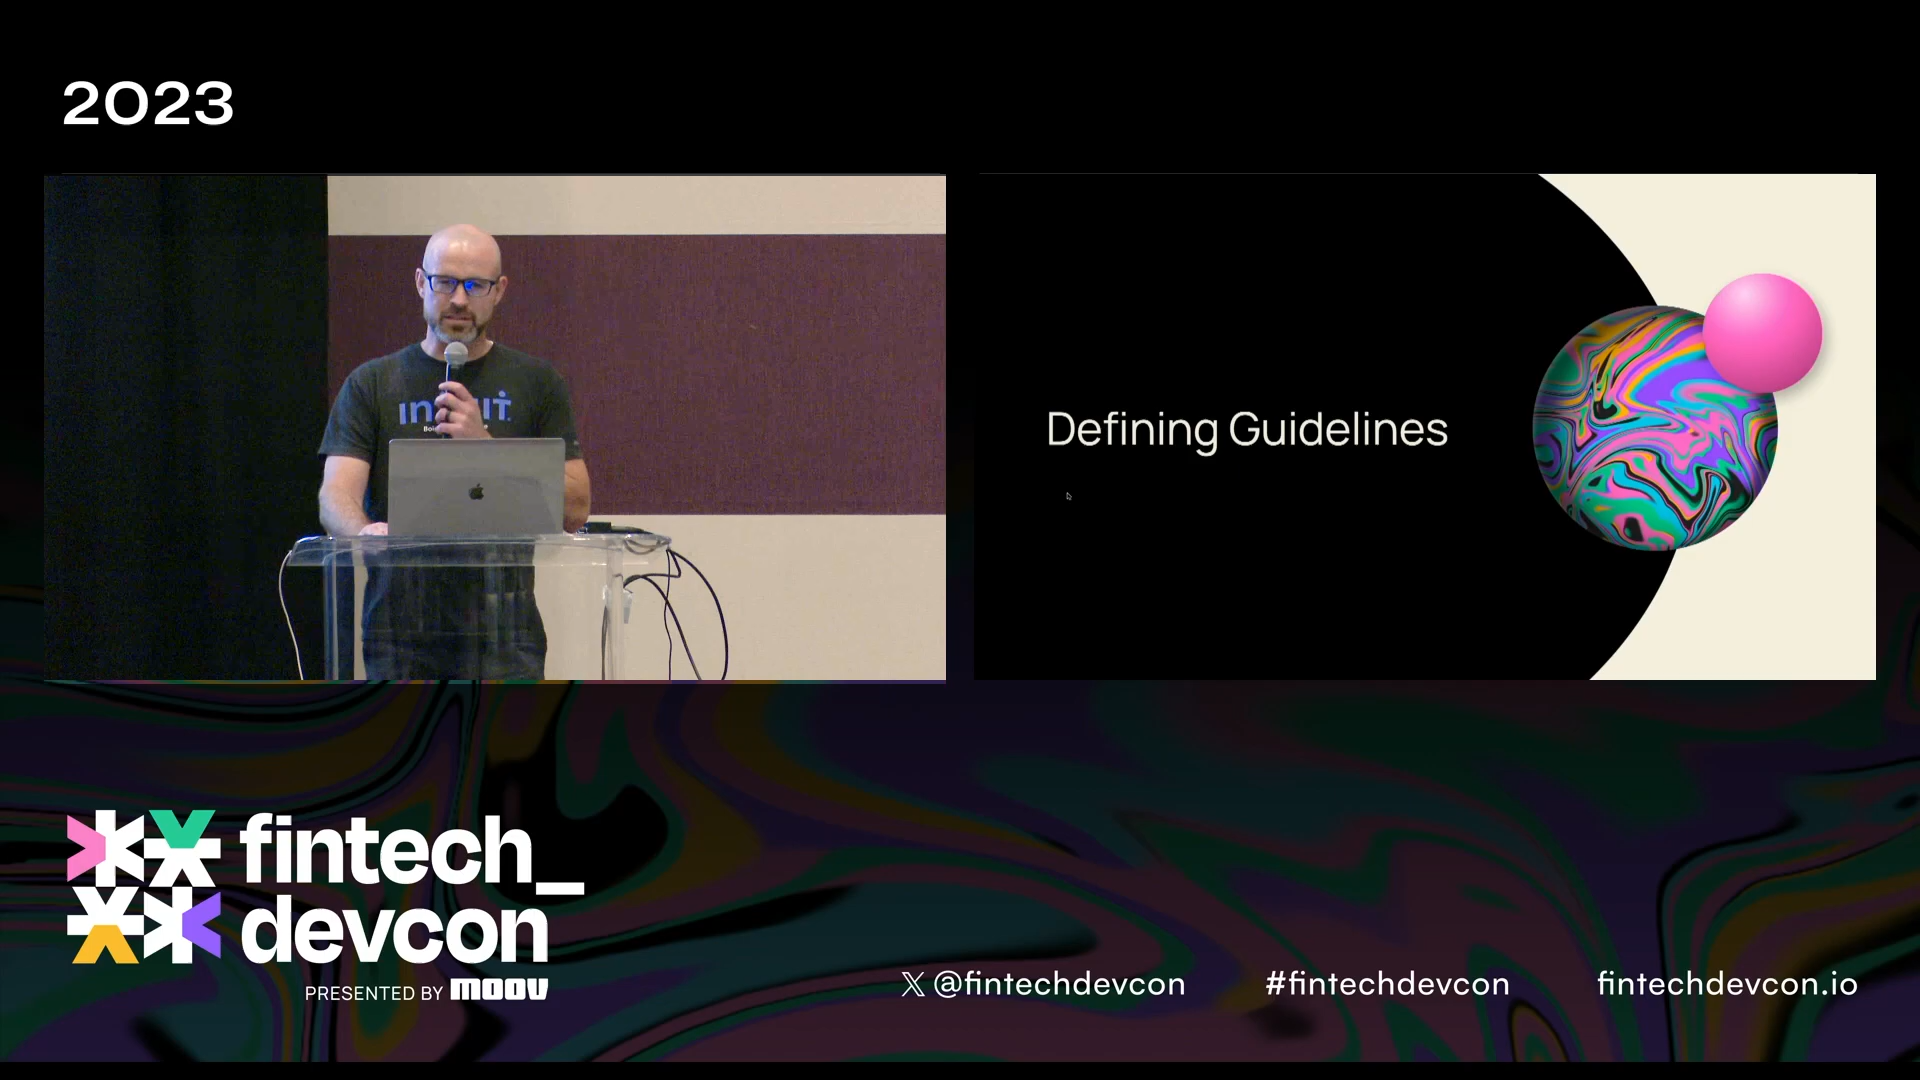 2023
Defining Guidelines
fintech_
devcon
PRESENTED BY moov
X @fintechdevcon
#fintechdevcon
fintechdevcon.io